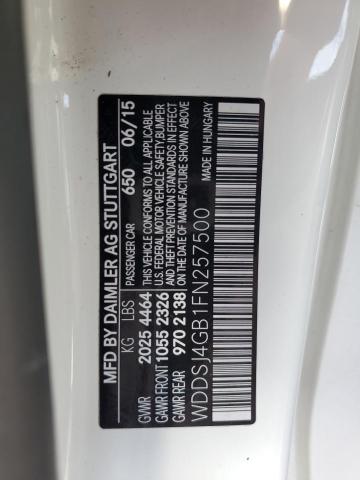 MFD BY DAIMLER AG STUTTGART
PASSENGER CAR 650 06/15
KG LBS
GVWR 2025 4464
GAWR FRONT 1055 2326
GAWR REAR 970 2138
THIS VEHICLE CONFORMS TO ALL APPLICABLE
U.S. FEDERAL MOTOR VEHICLE SAFETY, BUMPER
AND THEFT PREVENTION STANDARDS IN EFFECT
ON THE DATE OF MANUFACTURE SHOWN ABOVE
WDDSJ4GB1FN257500
MADE IN HUNGARY